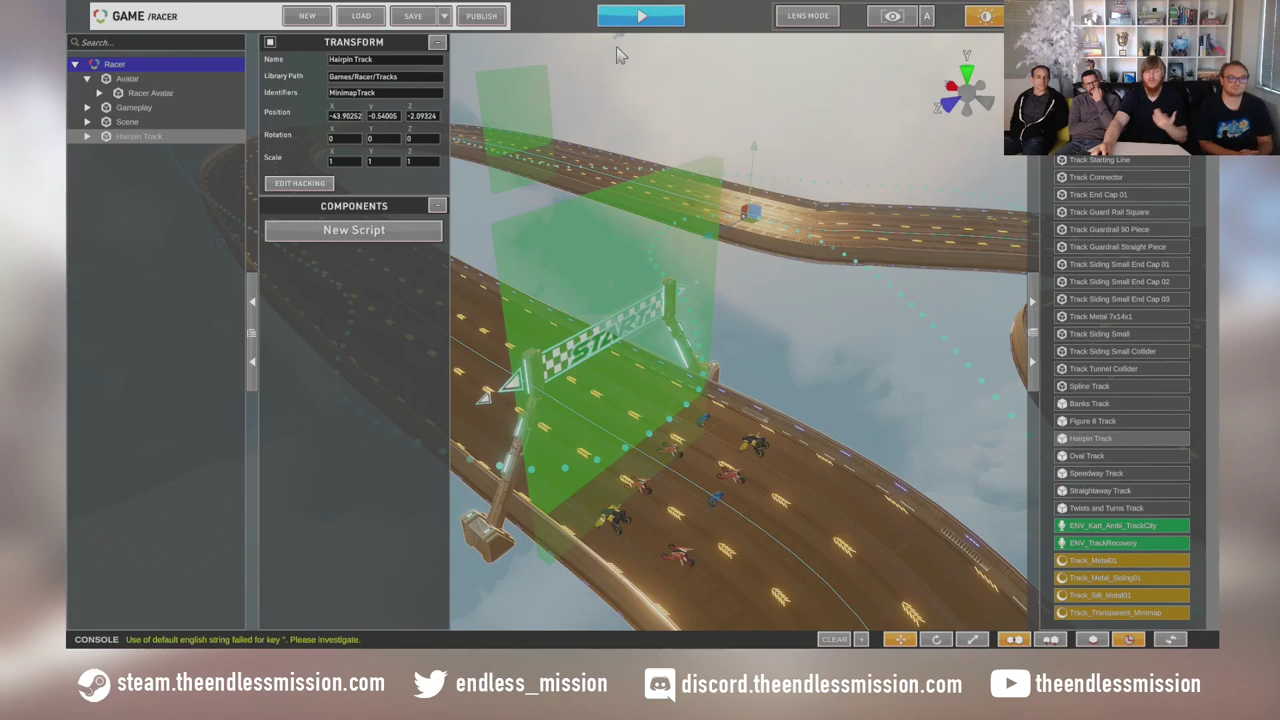 GAME /RACER
NEW
LOAD
SAVE
PUBLISH
LENS MODE
A
Search...
Racer
Avatar
Racer Avatar
Gameplay
Scene
Hairpin Track
TRANSFORM
Name
Hairpin Track
Library Path
Games/Racer/Tracks
Identifiers
MinimapTrack
Position
X Y Z
-43.90252 -0.54005 -2.09324
Rotation
X Y Z
0 0 0
Scale
X Y Z
1 1 1
EDIT HACKING
COMPONENTS
New Script
START
Y
Z
Track Starting Line
Track Connector
Track End Cap 01
Track Guard Rail Square
Track Guardrail 90 Piece
Track Guardrail Straight Piece
Track Siding Small End Cap 01
Track Siding Small End Cap 02
Track Siding Small End Cap 03
Track Metal 7x14x1
Track Siding Small
Track Siding Small Collider
Track Tunnel Collider
Spline Track
Banks Track
Figure 8 Track
Hairpin Track
Oval Track
Speedway Track
Straightaway Track
Twists and Turns Track
ENV_Kart_Ambi_TrackCity
ENV_TrackRecovery
Track_Metal01
Track_Metal_Siding01
Track_Silli_Metal01
Track_Transparent_Minimap
CONSOLE Use of default english string failed for key ''. Please investigate.
CLEAR
+
steam.theendlessmission.com
endless_mission
discord.theendlessmission.com
YouTube
theendlessmission